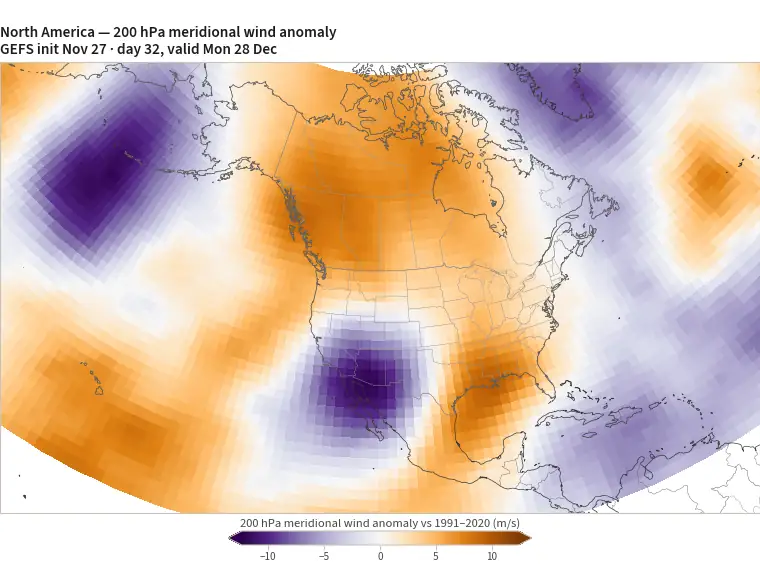 North America — 200 hPa meridional wind anomaly
GEFS init Nov 27 · day 32, valid Mon 28 Dec
200 hPa meridional wind anomaly vs 1991–2020 (m/s)
−10 −5 0 5 10